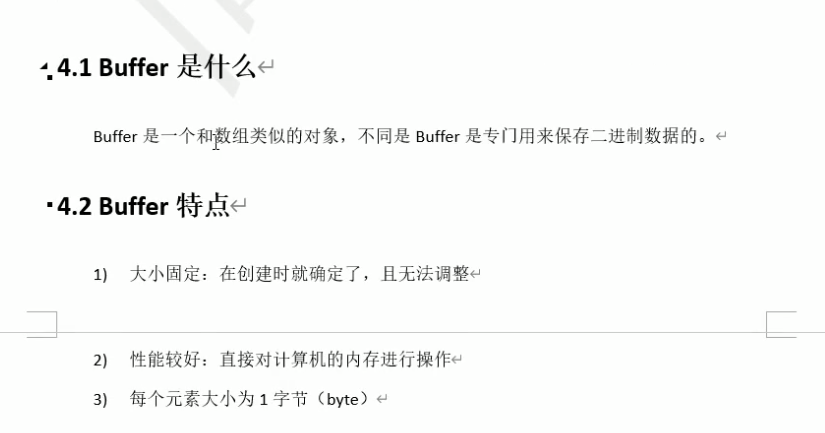 4.1 Buffer 是什么
Buffer 是一个和数组类似的对象，不同是 Buffer 是专门用来保存二进制数据的。
4.2 Buffer 特点
1) 大小固定：在创建时就确定了，且无法调整
2) 性能较好：直接对计算机的内存进行操作
3) 每个元素大小为 1 字节（byte）